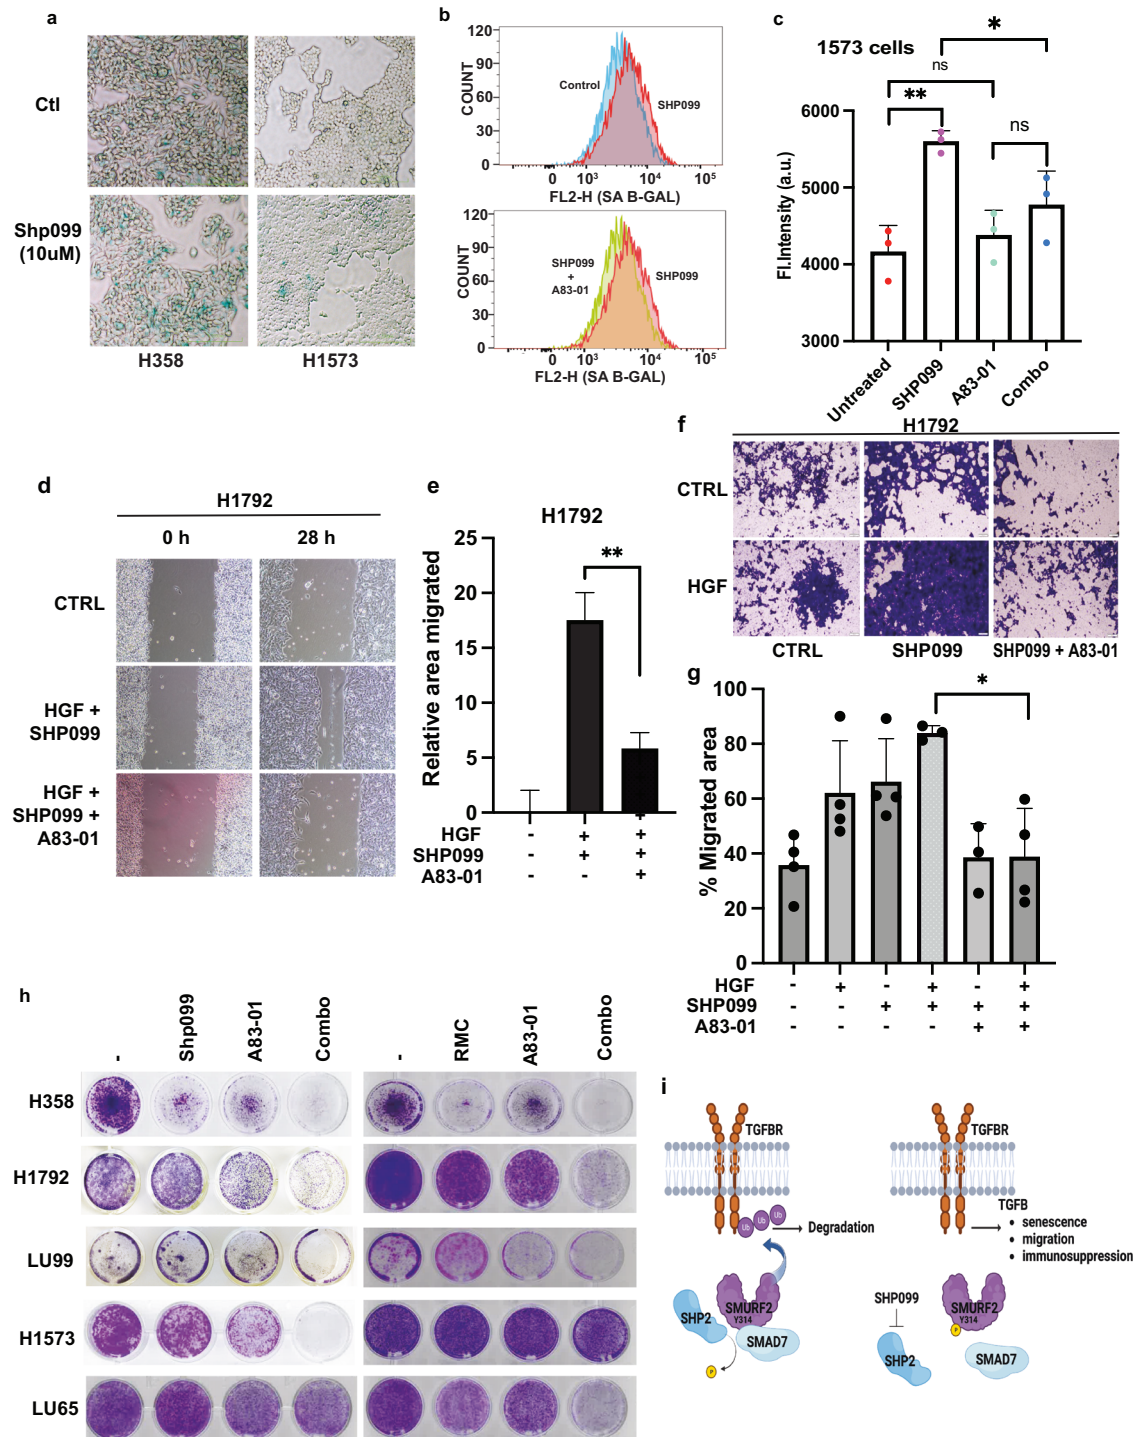 a
Ctl
Shp099
(10uM)
H358
H1573
b
120
90
60
30
0
COUNT
Control
SHP099
0
10³
10⁴
10⁵
FL2-H (SA B-GAL)
120
90
60
30
0
COUNT
SHP099
+
A83-01
SHP099
0
10³
10⁴
10⁵
FL2-H (SA B-GAL)
c
1573 cells
*
ns
**
ns
6000
5000
4000
3000
Fl.Intensity (a.u.)
Untreated
SHP099
A83-01
Combo
d
H1792
0 h
28 h
CTRL
HGF +
SHP099
HGF +
SHP099 +
A83-01
e
H1792
**
25
20
15
10
5
0
Relative area migrated
HGF - + +
SHP099 - + +
A83-01 - - +
f
H1792
CTRL
HGF
CTRL
SHP099
SHP099 + A83-01
g
*
100
80
60
40
20
0
% Migrated area
HGF - + - + - +
SHP099 - - + + + +
A83-01 - - - - + +
h
- Shp099 A83-01 Combo
- RMC A83-01 Combo
H358
H1792
LU99
H1573
LU65
i
TGFBR
Ub Ub Ub
Degradation
SMURF2
Y314
SHP2
SMAD7
P
TGFBR
TGFB
• senescence
• migration
• immunosuppression
SHP099
SMURF2
Y314
P
SHP2
SMAD7